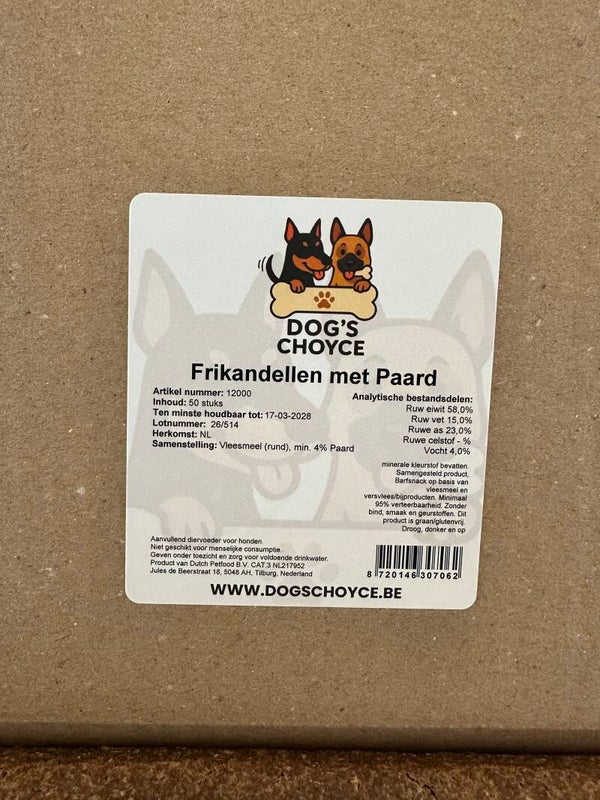 DOG'S
CHOYCE
Frikandellen met Paard
Artikel nummer: 12000
Inhoud: 50 stuks
Ten minste houdbaar tot: 17-03-2028
Lotnummer: 26/514
Herkomst: NL
Samenstelling: Vleesmeel (rund), min. 4% Paard
Analytische bestandsdelen:
Ruw eiwit 58,0%
Ruw vet 15,0%
Ruwe as 23,0%
Ruwe celstof - %
Vocht 4,0%
minerale kleurstof bevatten.
Samengesteld product,
Barfsnack op basis van
vleesmeel en
versvlees/bijproducten. Minimaal
95% verteerbaarheid. Zonder
bind, smaak en geurstoffen. Dit
product is graan/glutenvrij.
Droog, donker en op
Aanvullend diervoeder voor honden.
Niet geschikt voor menselijke consumptie.
Geven onder toezicht en zorg voor voldoende drinkwater.
Product van Dutch Petfood B.V. CAT.3 NL217952
Jules de Beerstraat 16, 5048 AH, Tilburg, Nederland
8 720146 307062
WWW.DOGSCHOYCE.BE